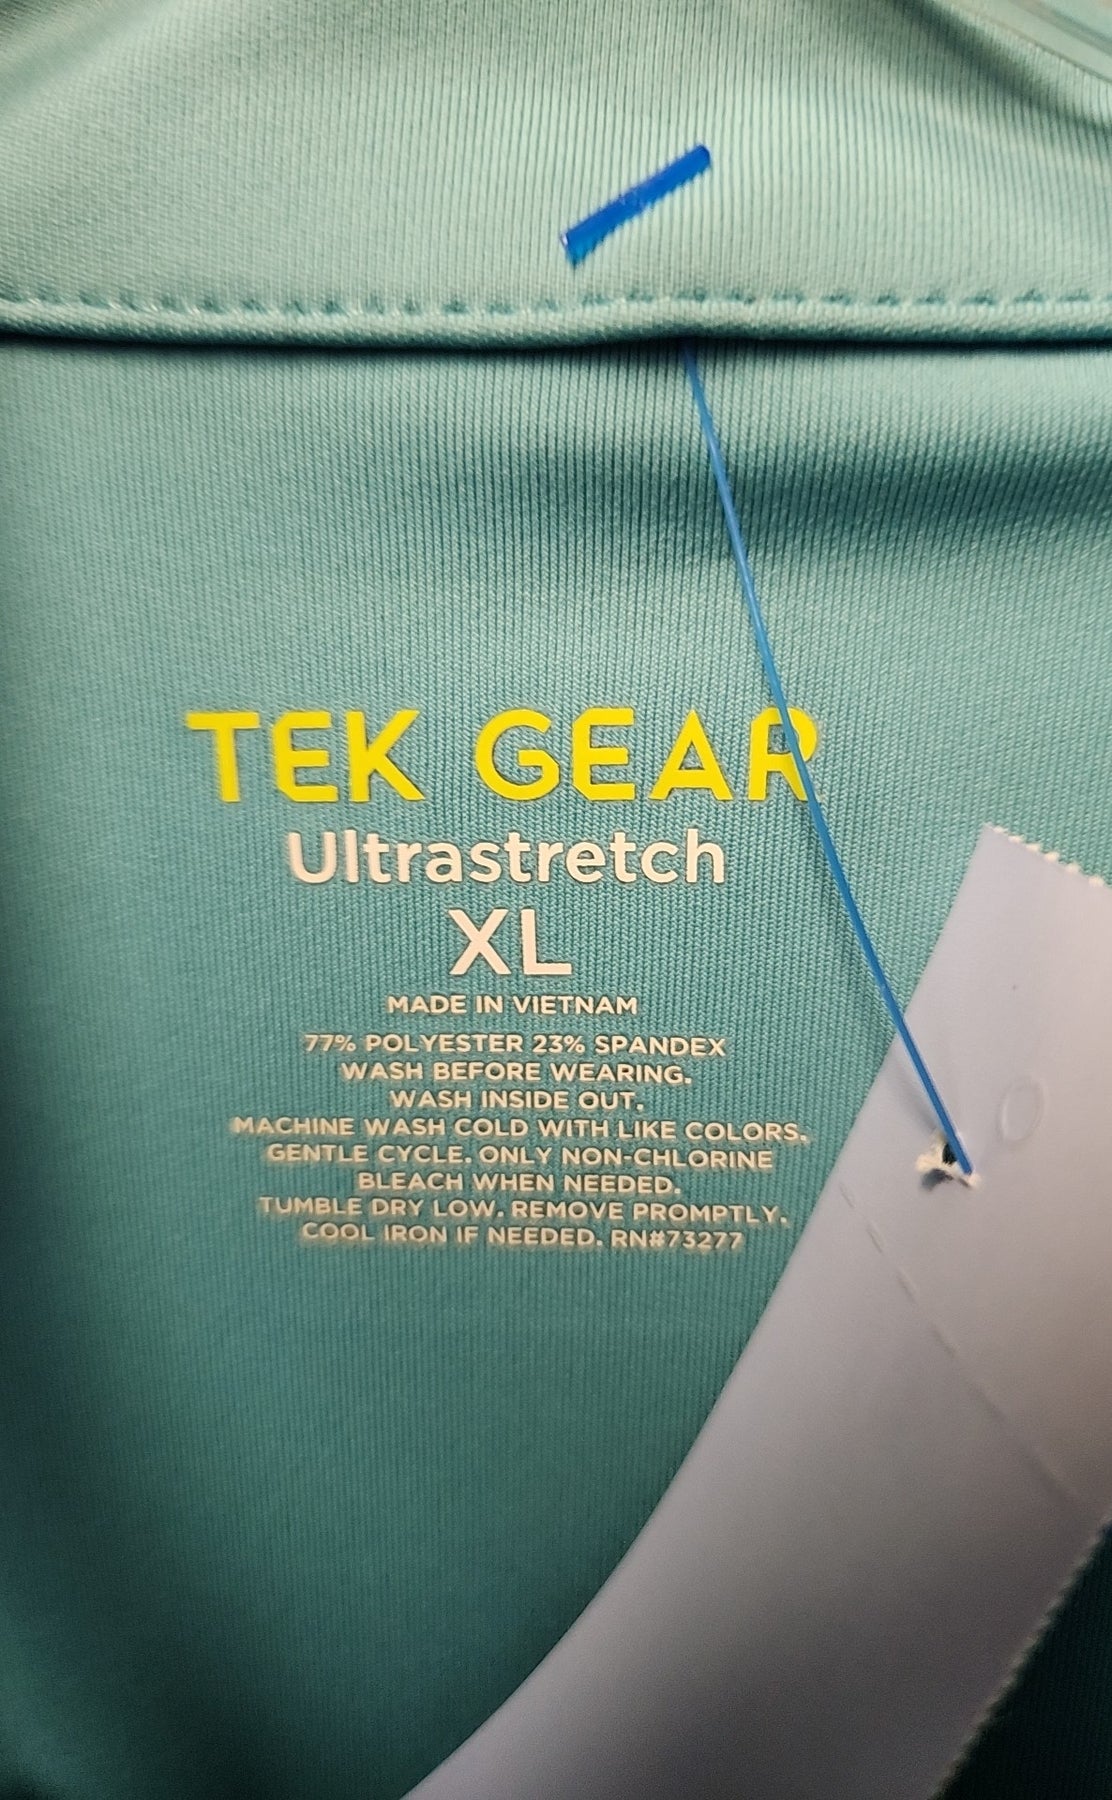 TEK GEAR
Ultrastretch
XL
MADE IN VIETNAM
77% POLYESTER 23% SPANDEX
WASH BEFORE WEARING.
WASH INSIDE OUT.
MACHINE WASH COLD WITH LIKE COLORS.
GENTLE CYCLE. ONLY NON-CHLORINE
BLEACH WHEN NEEDED.
TUMBLE DRY LOW. REMOVE PROMPTLY.
COOL IRON IF NEEDED. RN#73277